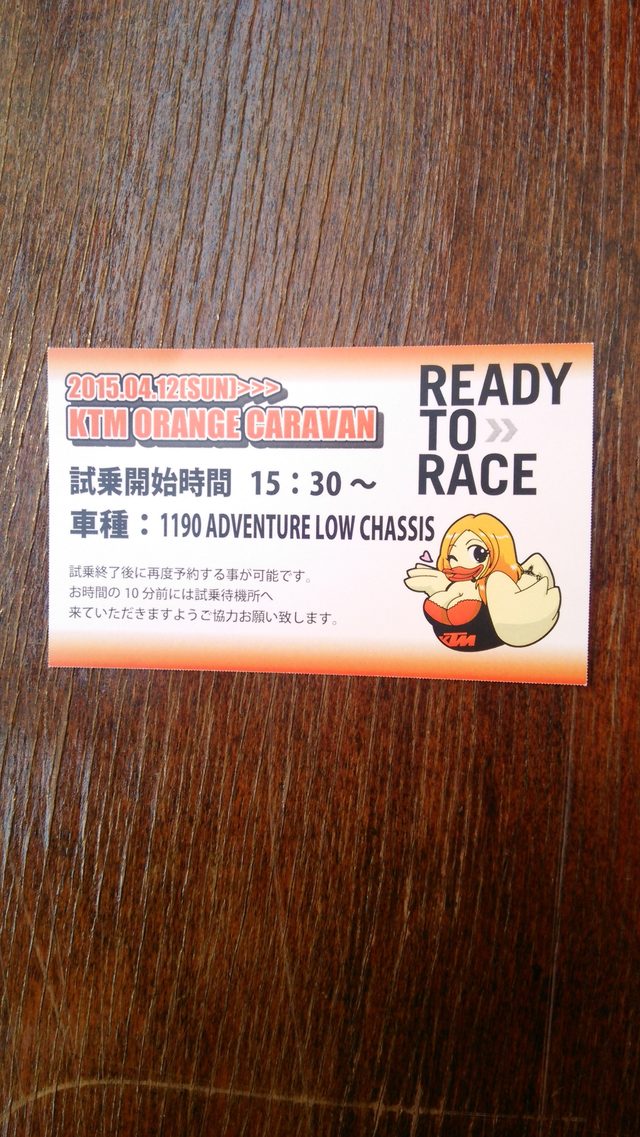 2015.04.12(SUN)>>>
KTM ORANGE CARAVAN
READY
TO
RACE
試乗開始時間 15：30～
車種：1190 ADVENTURE LOW CHASSIS
試乗終了後に再度予約する事が可能です。
お時間の10分前には試乗待機所へ
来ていただきますようご協力お願い致します。
KTM